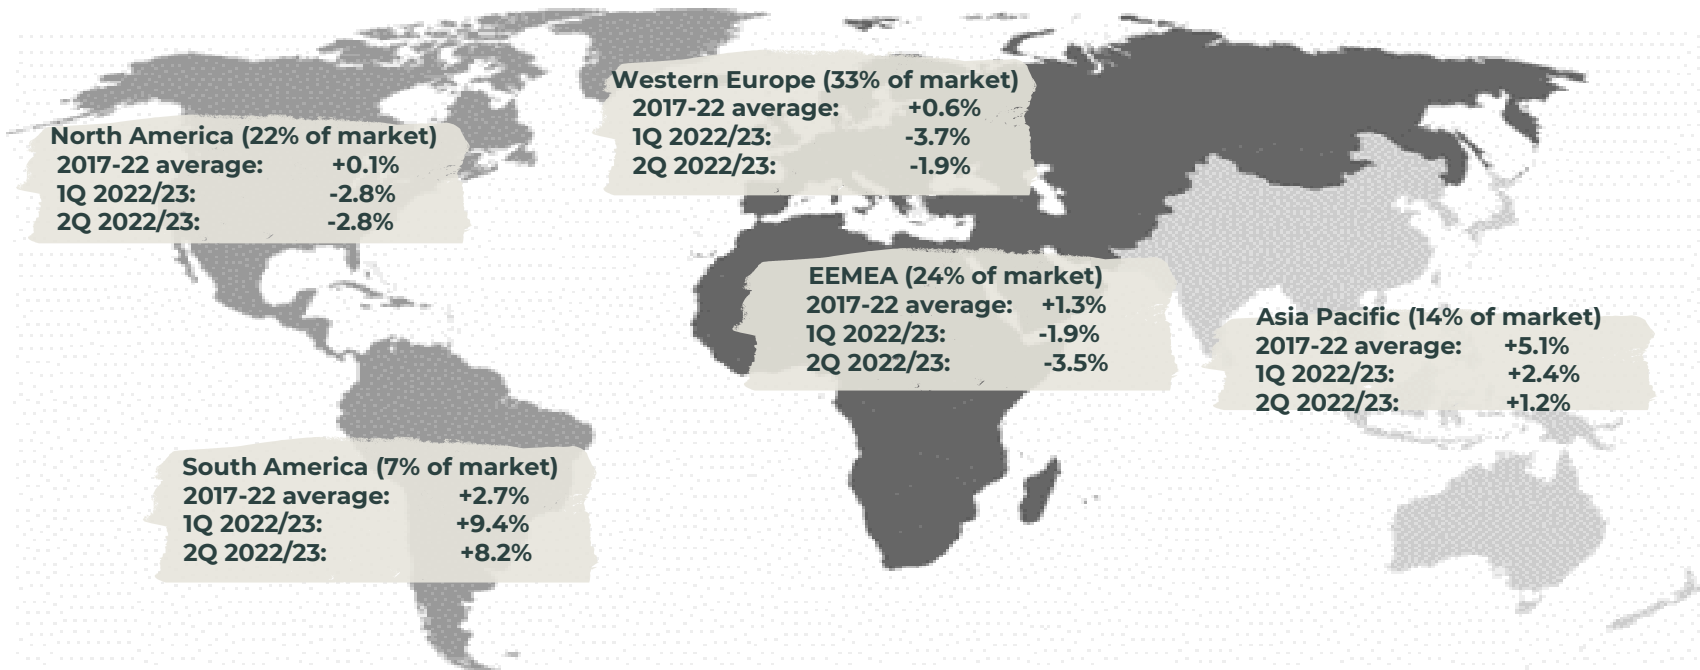 Western Europe (33% of market)
2017-22 average: +0.6%
1Q 2022/23: -3.7%
2Q 2022/23: -1.9%
North America (22% of market)
2017-22 average: +0.1%
1Q 2022/23: -2.8%
2Q 2022/23: -2.8%
EEMEA (24% of market)
2017-22 average: +1.3%
1Q 2022/23: -1.9%
2Q 2022/23: -3.5%
Asia Pacific (14% of market)
2017-22 average: +5.1%
1Q 2022/23: +2.4%
2Q 2022/23: +1.2%
South America (7% of market)
2017-22 average: +2.7%
1Q 2022/23: +9.4%
2Q 2022/23: +8.2%